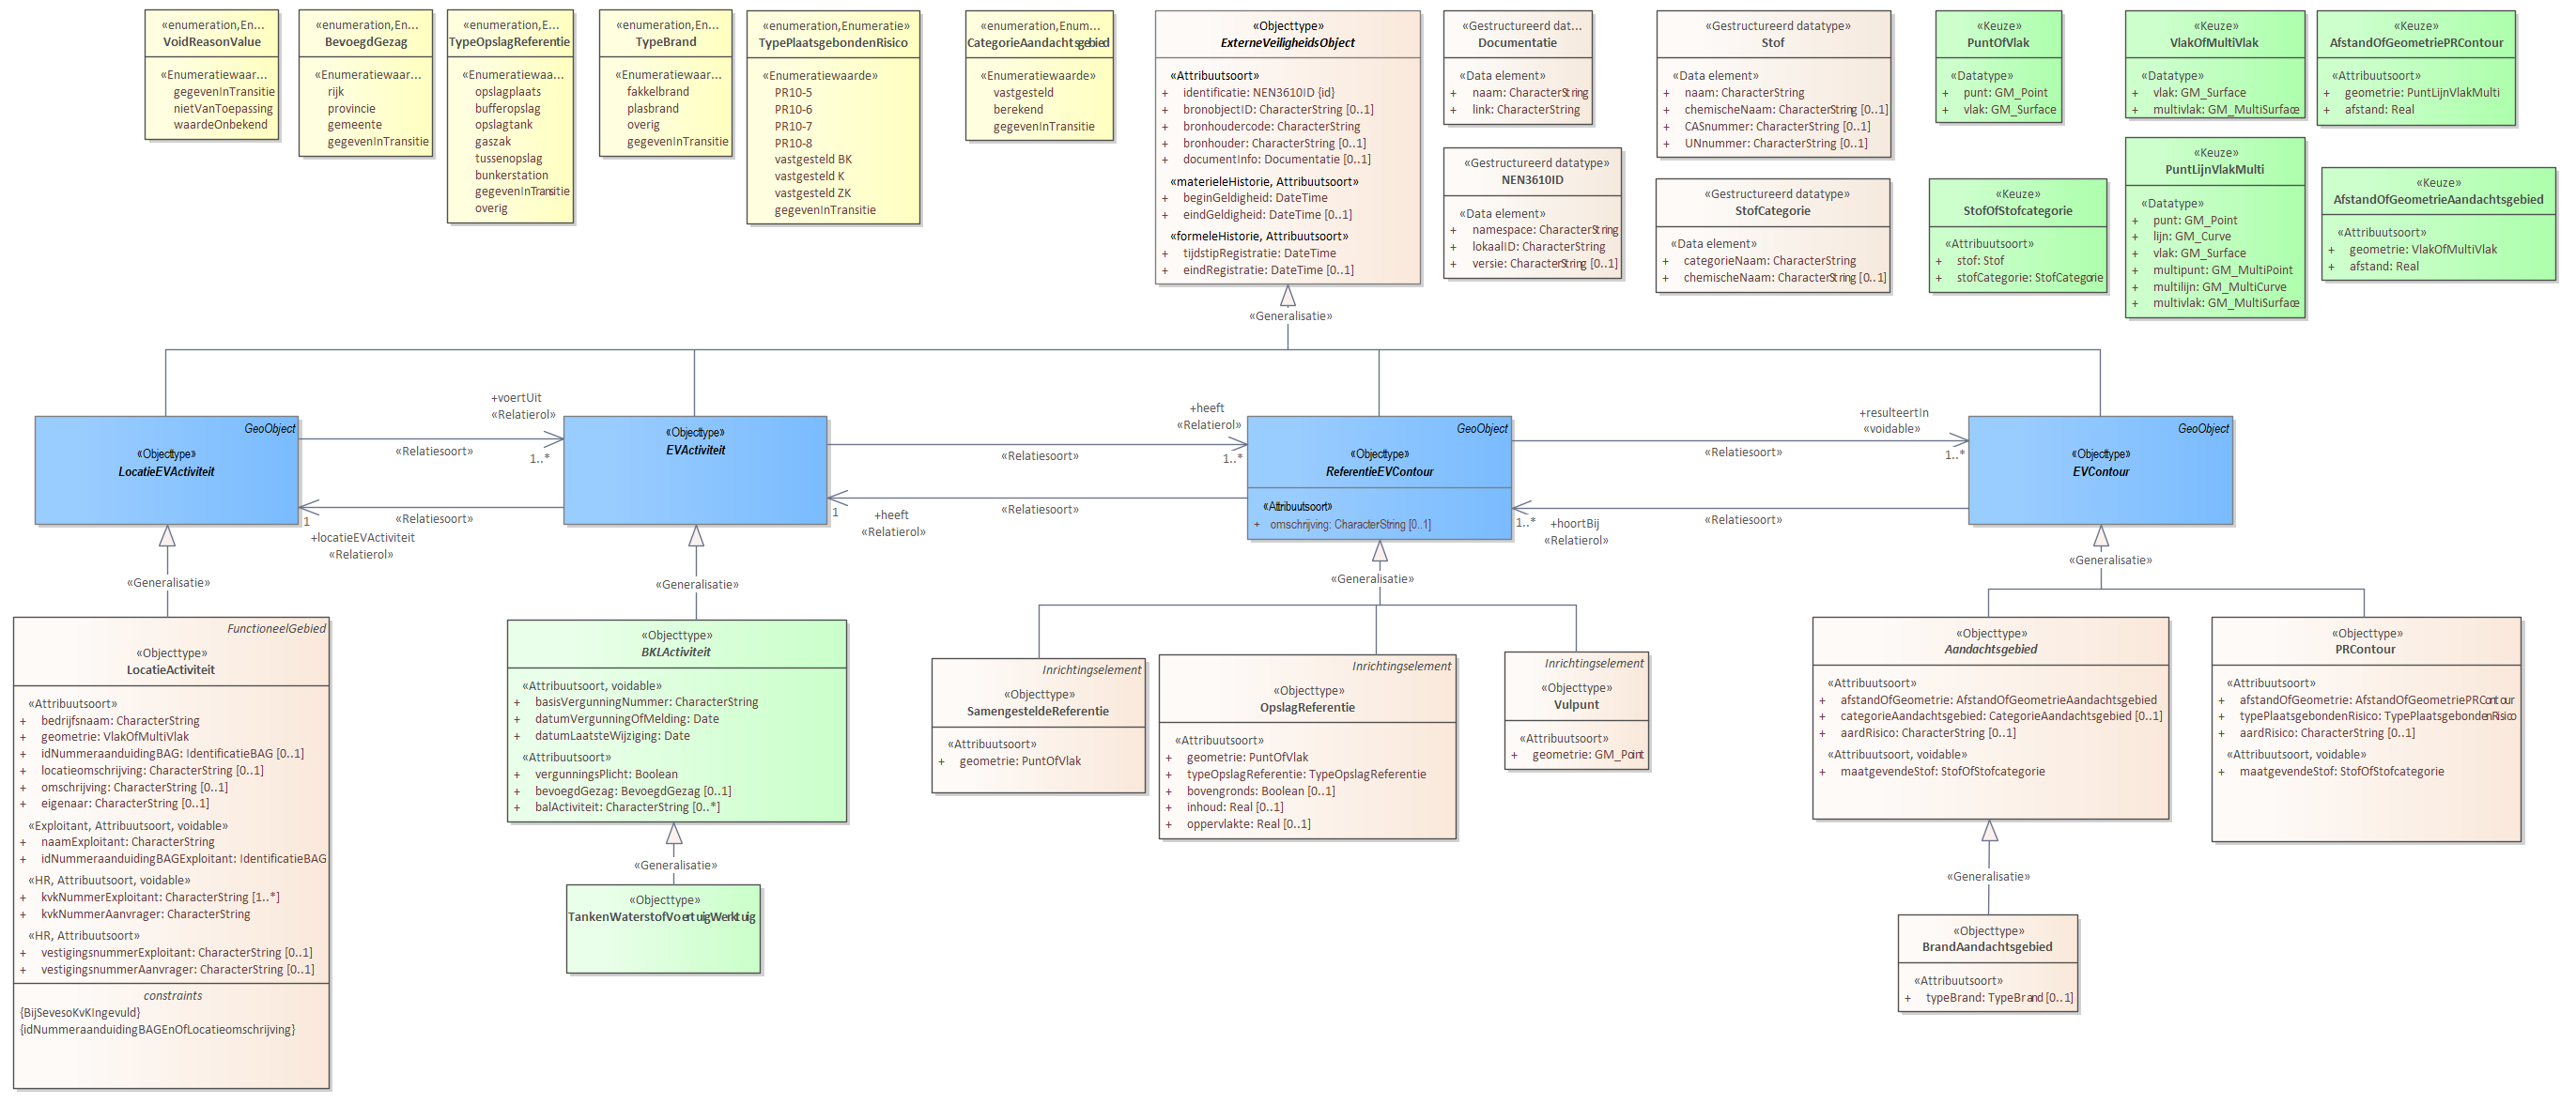 «enumeration,En...
VoidReasonValue
«Enumeratiewaar...
gegevenInTransitie
nietVanToepassing
waardeOnbekend
«enumeration,En...
BevoegdGezag
«Enumeratiewaar...
rijk
provincie
gemeente
gegevenInTransitie
«enumeration,E...
TypeOpslagReferentie
«Enumeratiewaa...
opslagplaats
bufferopslag
opslagtank
gaszak
tussenopslag
bunkerstation
gegevenInTransitie
overig
«enumeration,En...
TypeBrand
«Enumeratiewaar...
fakkelbrand
plasbrand
overig
gegevenInTransitie
«enumeration,Enumeratie»
TypePlaatsgebondenRisico
«Enumeratiewaarde»
PR10-5
PR10-6
PR10-7
PR10-8
vastgesteld BK
vastgesteld K
vastgesteld ZK
gegevenInTransitie
«enumeration,Enum...
CategorieAandachtsgebied
«Enumeratiewaarde»
vastgesteld
berekend
gegevenInTransitie
«Objecttype»
ExterneVeiligheidsObject
«Attribuutsoort»
+ identificatie: NEN3610ID {id}
+ bronobjectID: CharacterString [0..1]
+ bronhoudercode: CharacterString
+ bronhouder: CharacterString [0..1]
+ documentInfo: Documentatie [0..1]
«materieleHistorie, Attribuutsoort»
+ beginGeldigheid: DateTime
+ eindGeldigheid: DateTime [0..1]
«formeleHistorie, Attribuutsoort»
+ tijdstipRegistratie: DateTime
+ eindRegistratie: DateTime [0..1]
«Gestructureerd dat...
Documentatie
«Data element»
+ naam: CharacterString
+ link: CharacterString
«Gestructureerd datatype»
NEN3610ID
«Data element»
+ namespace: CharacterString
+ lokaalID: CharacterString
+ versie: CharacterString [0..1]
«Gestructureerd datatype»
Stof
«Data element»
+ naam: CharacterString
+ chemischeNaam: CharacterString [0..1]
+ CASnummer: CharacterString [0..1]
+ UNnummer: CharacterString [0..1]
«Gestructureerd datatype»
StofCategorie
«Data element»
+ categorieNaam: CharacterString
+ chemischeNaam: CharacterString [0..1]
«Keuze»
PuntOfVlak
«Datatype»
+ punt: GM_Point
+ vlak: GM_Surface
«Keuze»
StofOfStofcategorie
«Attribuutsoort»
+ stof: Stof
+ stofCategorie: StofCategorie
«Keuze»
VlakOfMultiVlak
«Datatype»
+ vlak: GM_Surface
+ multivlak: GM_MultiSurface
«Keuze»
PuntLijnVlakMulti
«Datatype»
+ punt: GM_Point
+ lijn: GM_Curve
+ vlak: GM_Surface
+ multipunt: GM_MultiPoint
+ multilijn: GM_MultiCurve
+ multivlak: GM_MultiSurface
«Keuze»
AfstandOfGeometriePRContour
«Attribuutsoort»
+ geometrie: PuntLijnVlakMulti
+ afstand: Real
«Keuze»
AfstandOfGeometrieAandachtsgebied
«Attribuutsoort»
+ geometrie: VlakOfMultiVlak
+ afstand: Real
«Generalisatie»
GeoObject
«Objecttype»
LocatieEVActiviteit
+voertUit
«Relatierol»
«Relatiesoort»
1..*
«Relatiesoort»
1
+locatieEVActiviteit
«Relatierol»
«Objecttype»
EVActiviteit
+heeft
«Relatierol»
«Relatiesoort»
1..*
«Relatiesoort»
1
+heeft
«Relatierol»
GeoObject
«Objecttype»
ReferentieEVContour
«Attribuutsoort»
+ omschrijving: CharacterString [0..1]
+resulteertIn
«voidable»
«Relatiesoort»
1..*
«Relatiesoort»
1..*
+hoortBij
«Relatierol»
GeoObject
«Objecttype»
EVContour
«Generalisatie»
«Generalisatie»
«Generalisatie»
«Generalisatie»
FunctioneelGebied
«Objecttype»
LocatieActiviteit
«Attribuutsoort»
+ bedrijfsnaam: CharacterString
+ geometrie: VlakOfMultiVlak
+ idNummeraanduidingBAG: IdentificatieBAG [0..1]
+ locatieomschrijving: CharacterString [0..1]
+ omschrijving: CharacterString [0..1]
+ eigenaar: CharacterString [0..1]
«Exploitant, Attribuutsoort, voidable»
+ naamExploitant: CharacterString
+ idNummeraanduidingBAGExploitant: IdentificatieBAG
«HR, Attribuutsoort, voidable»
+ kvkNummerExploitant: CharacterString [1..*]
+ kvkNummerAanvrager: CharacterString
«HR, Attribuutsoort»
+ vestigingsnummerExploitant: CharacterString [0..1]
+ vestigingsnummerAanvrager: CharacterString [0..1]
constraints
{BijSevesoKvKIngevuld}
{idNummeraanduidingBAGEnOfLocatieomschrijving}
«Objecttype»
BKLActiviteit
«Attribuutsoort, voidable»
+ basisVergunningNummer: CharacterString
+ datumVergunningOfMelding: Date
+ datumLaatsteWijziging: Date
«Attribuutsoort»
+ vergunningsPlicht: Boolean
+ bevoegdGezag: BevoegdGezag [0..1]
+ balActiviteit: CharacterString [0..*]
«Generalisatie»
«Objecttype»
TankenWaterstofVoertuigWerktuig
Inrichtingselement
«Objecttype»
SamengesteldeReferentie
«Attribuutsoort»
+ geometrie: PuntOfVlak
Inrichtingselement
«Objecttype»
OpslagReferentie
«Attribuutsoort»
+ geometrie: PuntOfVlak
+ typeOpslagReferentie: TypeOpslagReferentie
+ bovengronds: Boolean [0..1]
+ inhoud: Real [0..1]
+ oppervlakte: Real [0..1]
Inrichtingselement
«Objecttype»
Vulpunt
«Attribuutsoort»
+ geometrie: GM_Point
«Objecttype»
Aandachtsgebied
«Attribuutsoort»
+ afstandOfGeometrie: AfstandOfGeometrieAandachtsgebied
+ categorieAandachtsgebied: CategorieAandachtsgebied [0..1]
+ aardRisico: CharacterString [0..1]
«Attribuutsoort, voidable»
+ maatgevendeStof: StofOfStofcategorie
«Objecttype»
PRContour
«Attribuutsoort»
+ afstandOfGeometrie: AfstandOfGeometriePRContour
+ typePlaatsgebondenRisico: TypePlaatsgebondenRisico
+ aardRisico: CharacterString [0..1]
«Attribuutsoort, voidable»
+ maatgevendeStof: StofOfStofcategorie
«Generalisatie»
«Objecttype»
BrandAandachtsgebied
«Attribuutsoort»
+ typeBrand: TypeBrand [0..1]